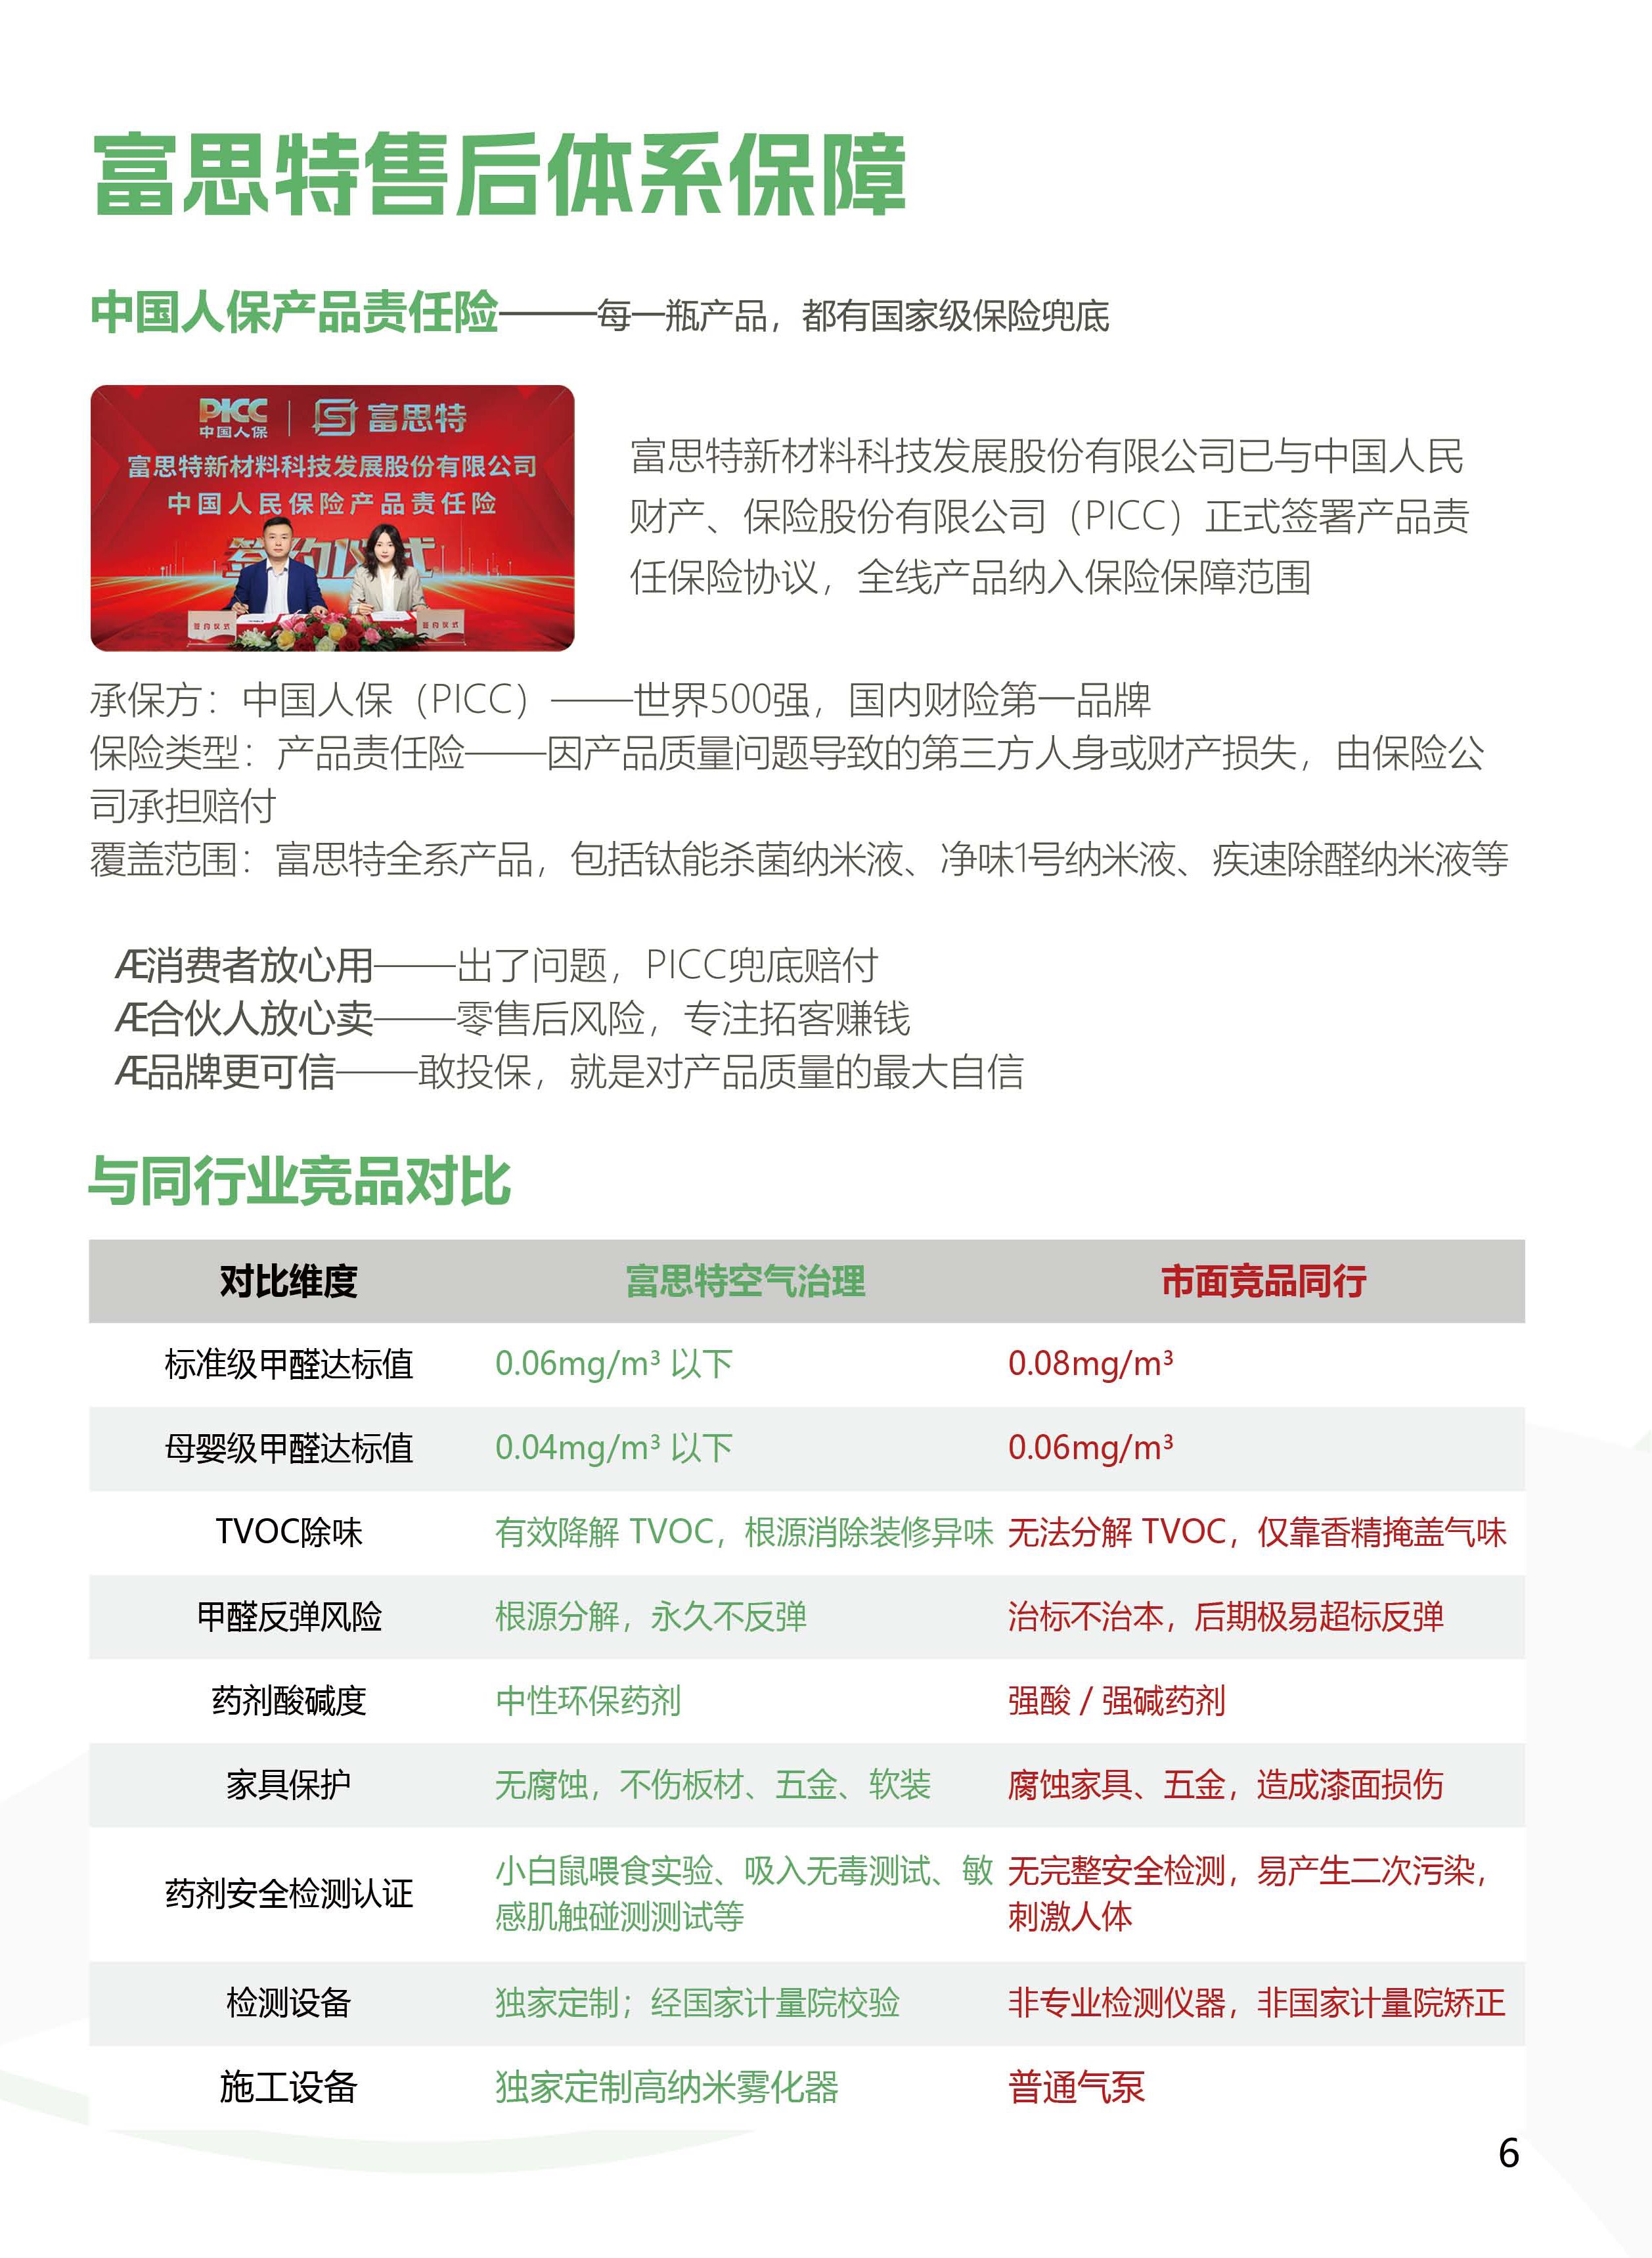 富思特售后体系保障
中国人保产品责任险——每一瓶产品，都有国家级保险兜底
PICC
中国人保
富思特
富思特新材料科技发展股份有限公司
中国人民保险产品责任险
签约仪式
签约仪式
签约仪式
富思特新材料科技发展股份有限公司已与中国人民
财产、保险股份有限公司（PICC）正式签署产品责
任保险协议，全线产品纳入保险保障范围
承保方：中国人保（PICC）——世界500强，国内财险第一品牌
保险类型：产品责任险——因产品质量问题导致的第三方人身或财产损失，由保险公
司承担赔付
覆盖范围：富思特全系产品，包括钛能杀菌纳米液、净味1号纳米液、疾速除醛纳米液等
Æ消费者放心用——出了问题，PICC兜底赔付
Æ合伙人放心卖——零售后风险，专注拓客赚钱
Æ品牌更可信——敢投保，就是对产品质量的最大自信
与同行业竞品对比
对比维度 富思特空气治理 市面竞品同行
标准级甲醛达标值 0.06mg/m³ 以下 0.08mg/m³
母婴级甲醛达标值 0.04mg/m³ 以下 0.06mg/m³
TVOC除味 有效降解 TVOC，根源消除装修异味 无法分解 TVOC，仅靠香精掩盖气味
甲醛反弹风险 根源分解，永久不反弹 治标不治本，后期极易超标反弹
药剂酸碱度 中性环保药剂 强酸 / 强碱药剂
家具保护 无腐蚀，不伤板材、五金、软装 腐蚀家具、五金，造成漆面损伤
药剂安全检测认证 小白鼠喂食实验、吸入无毒测试、敏 无完整安全检测，易产生二次污染，
感肌触碰测测试等 刺激人体
检测设备 独家定制；经国家计量院校验 非专业检测仪器，非国家计量院矫正
施工设备 独家定制高纳米雾化器 普通气泵
6